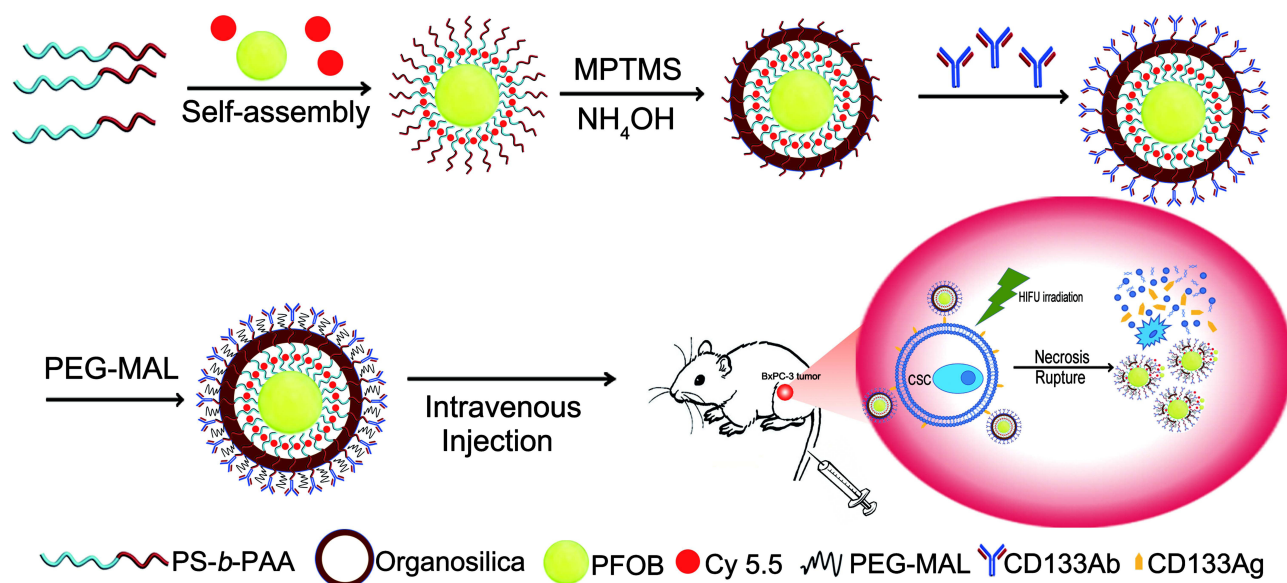 Self-assembly
MPTMS
NH₄OH
PEG-MAL
Intravenous
Injection
BxPC-3 tumor
HIFU irradiation
CSC
Necrosis
Rupture
PS-b-PAA
Organosilica
PFOB
Cy 5.5
PEG-MAL
CD133Ab
CD133Ag